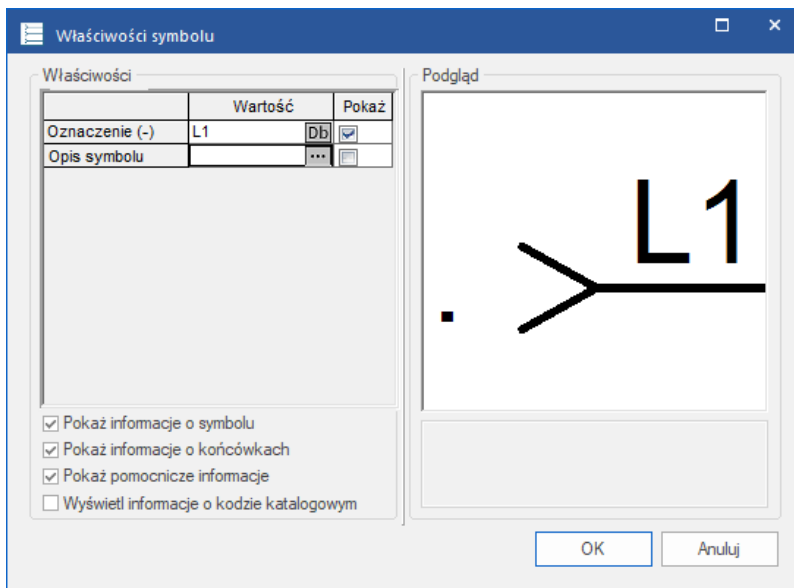 Właściwości symbolu
Właściwości
Wartość Pokaż
Oznaczenie (-) L1 Db
Opis symbolu ...
Pokaż informacje o symbolu
Pokaż informacje o końcówkach
Pokaż pomocnicze informacje
Wyświetl informacje o kodzie katalogowym
Podgląd
L1
.
OK Anuluj